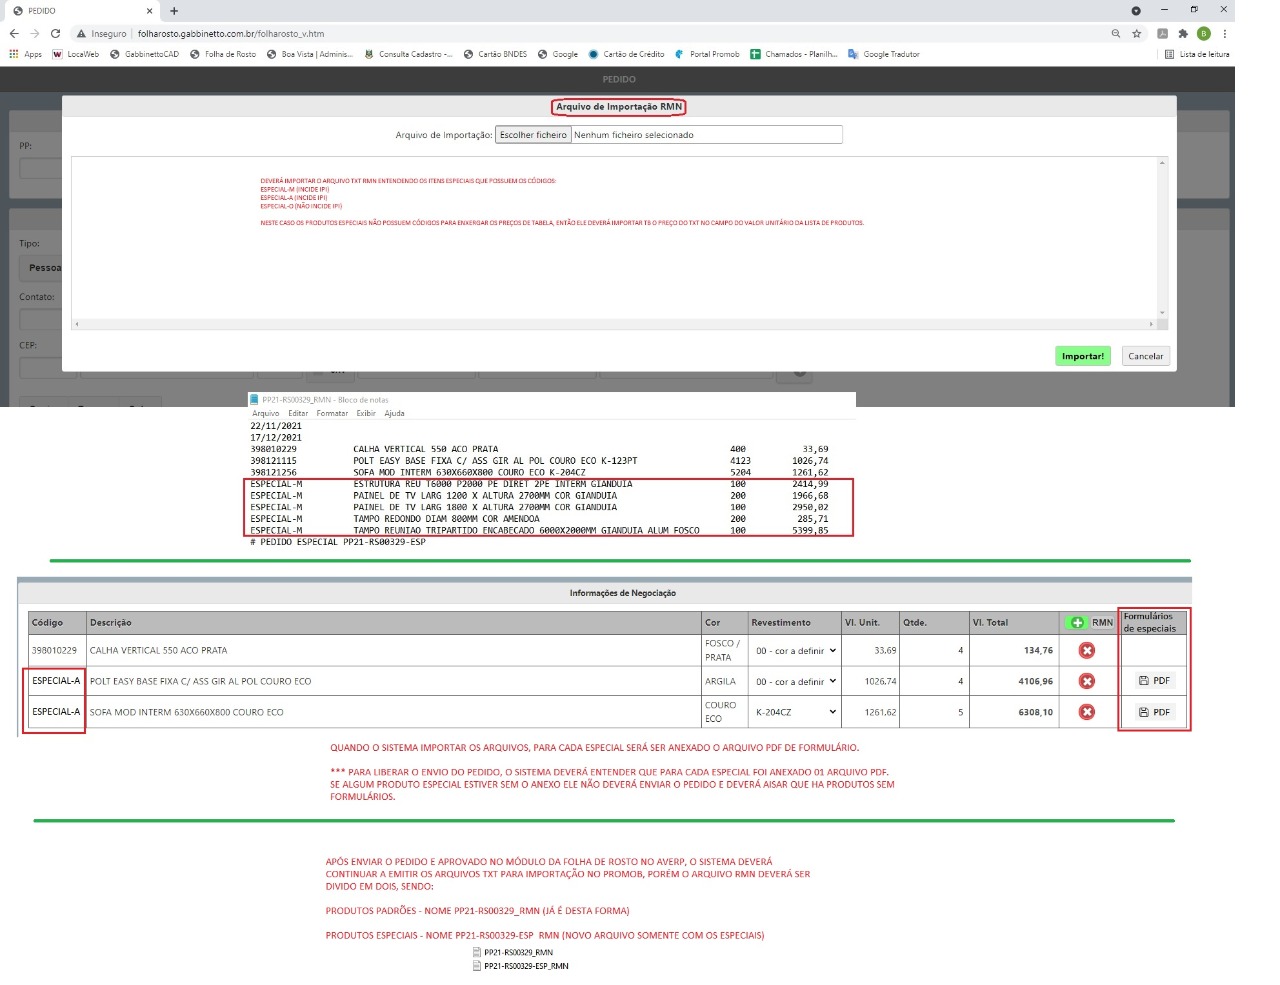 PEDIDO
Inseguro | folharosto.gabbinetto.com.br/folharosto_v.htm
B
Apps LocaWeb GabbinettoCAD Folha de Rosto Boa Vista | Adminis... Consulta Cadastro -... Cartão BNDES Google Cartão de Crédito Portal Promob Chamados - Planilh... Google Tradutor Lista de leitura
PEDIDO
Arquivo de Importação RMN
Arquivo de Importação: Escolher ficheiro Nenhum ficheiro selecionado
PP:
DEVERÁ IMPORTAR O ARQUIVO TXT RMN ENTENDENDO OS ITENS ESPECIAIS QUE POSSUEM OS CÓDIGOS:
ESPECIAL-M (INCIDE IPI)
ESPECIAL-A (INCIDE IPI)
ESPECIAL-O (NÃO INCIDE IPI)
NESTE CASO OS PRODUTOS ESPECIAIS NÃO POSSUEM CÓDIGOS PARA ENXERGAR OS PREÇOS DE TABELA, ENTÃO ELE DEVERÁ IMPORTAR TB O PREÇO DO TXT NO CAMPO DO VALOR UNITÁRIO DA LISTA DE PRODUTOS.
Tipo:
Pessoa
Contato:
CEP:
Importar! Cancelar
PP21-RS00329_RMN - Bloco de notas
Arquivo Editar Formatar Exibir Ajuda
22/11/2021
17/12/2021
398010229 CALHA VERTICAL 550 ACO PRATA 400 33,69
398121115 POLT EASY BASE FIXA C/ ASS GIR AL POL COURO ECO K-123PT 4123 1026,74
398121256 SOFA MOD INTERM 630X660X800 COURO ECO K-204CZ 5204 1261,62
ESPECIAL-M ESTRUTURA REU T6000 P2000 PE DIRET 2PE INTERM GIANDUIA 100 2414,99
ESPECIAL-M PAINEL DE TV LARG 1200 X ALTURA 2700MM COR GIANDUIA 200 1966,68
ESPECIAL-M PAINEL DE TV LARG 1800 X ALTURA 2700MM COR GIANDUIA 100 2950,02
ESPECIAL-M TAMPO REDONDO DIAM 800MM COR AMENDOA 200 285,71
ESPECIAL-M TAMPO REUNIAO TRIPARTIDO ENCABECADO 6000X2000MM GIANDUIA ALUM FOSCO 100 5399,85
# PEDIDO ESPECIAL PP21-RS00329-ESP
Informações de Negociação
Código Descrição Cor Revestimento Vl. Unit. Qtde. Vl. Total RMN Formulários de especiais
398010229 CALHA VERTICAL 550 ACO PRATA FOSCO / PRATA 00 - cor a definir 33,69 4 134,76
ESPECIAL-A POLT EASY BASE FIXA C/ ASS GIR AL POL COURO ECO ARGILA 00 - cor a definir 1026,74 4 4106,96 PDF
ESPECIAL-A SOFA MOD INTERM 630X660X800 COURO ECO COURO ECO K-204CZ 1261,62 5 6308,10 PDF
QUANDO O SISTEMA IMPORTAR OS ARQUIVOS, PARA CADA ESPECIAL SERÁ SER ANEXADO O ARQUIVO PDF DE FORMULÁRIO.
*** PARA LIBERAR O ENVIO DO PEDIDO, O SISTEMA DEVERÁ ENTENDER QUE PARA CADA ESPECIAL FOI ANEXADO 01 ARQUIVO PDF.
SE ALGUM PRODUTO ESPECIAL ESTIVER SEM O ANEXO ELE NÃO DEVERÁ ENVIAR O PEDIDO E DEVERÁ AISAR QUE HA PRODUTOS SEM
FORMULÁRIOS.
APÓS ENVIAR O PEDIDO E APROVADO NO MÓDULO DA FOLHA DE ROSTO NO AVERP, O SISTEMA DEVERÁ
CONTINUAR A EMITIR OS ARQUIVOS TXT PARA IMPORTAÇÃO NO PROMOB, PORÉM O ARQUIVO RMN DEVERÁ SER
DIVIDO EM DOIS, SENDO:
PRODUTOS PADRÕES - NOME PP21-RS00329_RMN (JÁ É DESTA FORMA)
PRODUTOS ESPECIAIS - NOME PP21-RS00329-ESP RMN (NOVO ARQUIVO SOMENTE COM OS ESPECIAIS)
PP21-RS00329_RMN
PP21-RS00329-ESP_RMN